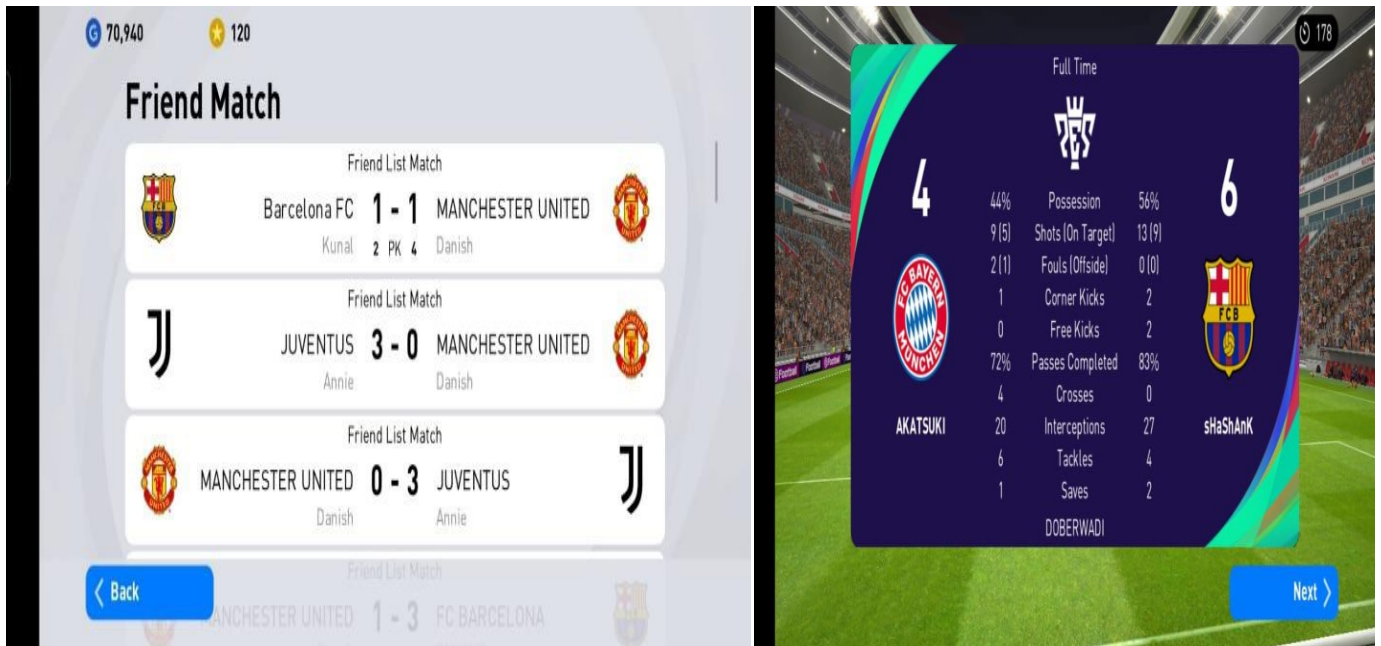 70,940 120
Friend Match
Friend List Match
Barcelona FC 1 - 1 MANCHESTER UNITED
Kunal 2 PK 4 Danish
Friend List Match
JUVENTUS 3 - 0 MANCHESTER UNITED
Annie Danish
Friend List Match
MANCHESTER UNITED 0 - 3 JUVENTUS
Danish Annie
Friend List Match
MANCHESTER UNITED 1 - 3 FC BARCELONA
Back
178
Full Time
PES
4 6
44% Possession 56%
9 (5) Shots (On Target) 13 (9)
2 (1) Fouls (Offside) 0 (0)
1 Corner Kicks 2
0 Free Kicks 2
72% Passes Completed 83%
4 Crosses 0
20 Interceptions 27
6 Tackles 4
1 Saves 2
FC BAYERN MÜNCHEN
FCB
AKATSUKI sHaShAnK
DOBERWADI
Next